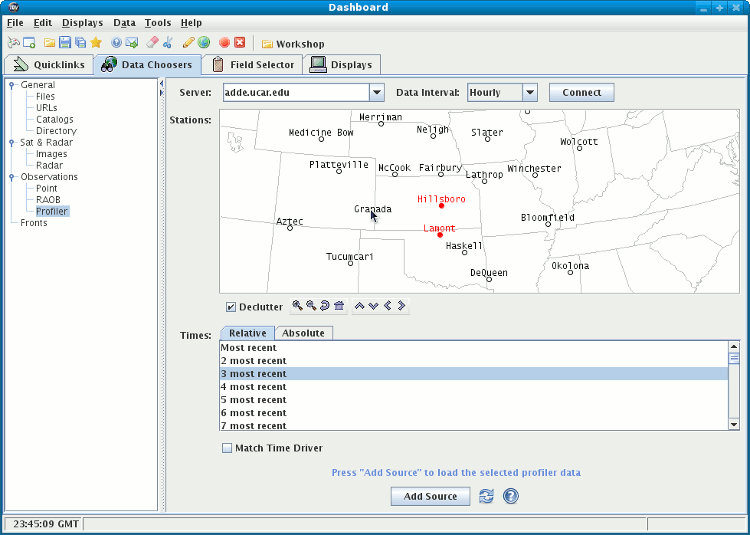 Dashboard
File Edit Displays Data Tools Help
Workshop
Quicklinks Data Choosers Field Selector Displays
General
Files
URLs
Catalogs
Directory
Sat & Radar
Images
Radar
Observations
Point
RAOB
Profiler
Fronts
Server: adde.ucar.edu Data Interval: Hourly Connect
Stations:
Merriman
Medicine Bow Neligh Slater
Wolcott
Platteville McCook Fairbury Winchester
Lathrop
Hillsboro
Granada
Aztec Bloomfield
Lamont
Haskell
Tucumcari
DeQueen Okolona
Declutter
Times: Relative Absolute
Most recent
2 most recent
3 most recent
4 most recent
5 most recent
6 most recent
7 most recent
Match Time Driver
Press "Add Source" to load the selected profiler data
Add Source
23:45:09 GMT